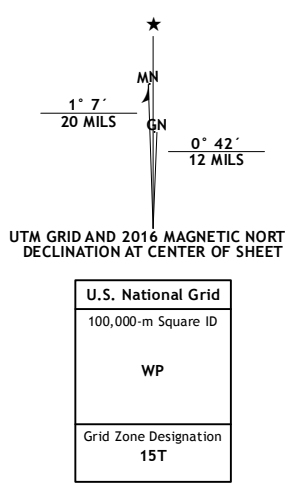 MN
1° 7´
20 MILS
GN
0° 42´
12 MILS
UTM GRID AND 2016 MAGNETIC NORT
DECLINATION AT CENTER OF SHEET
U.S. National Grid
100,000-m Square ID
WP
Grid Zone Designation
15T